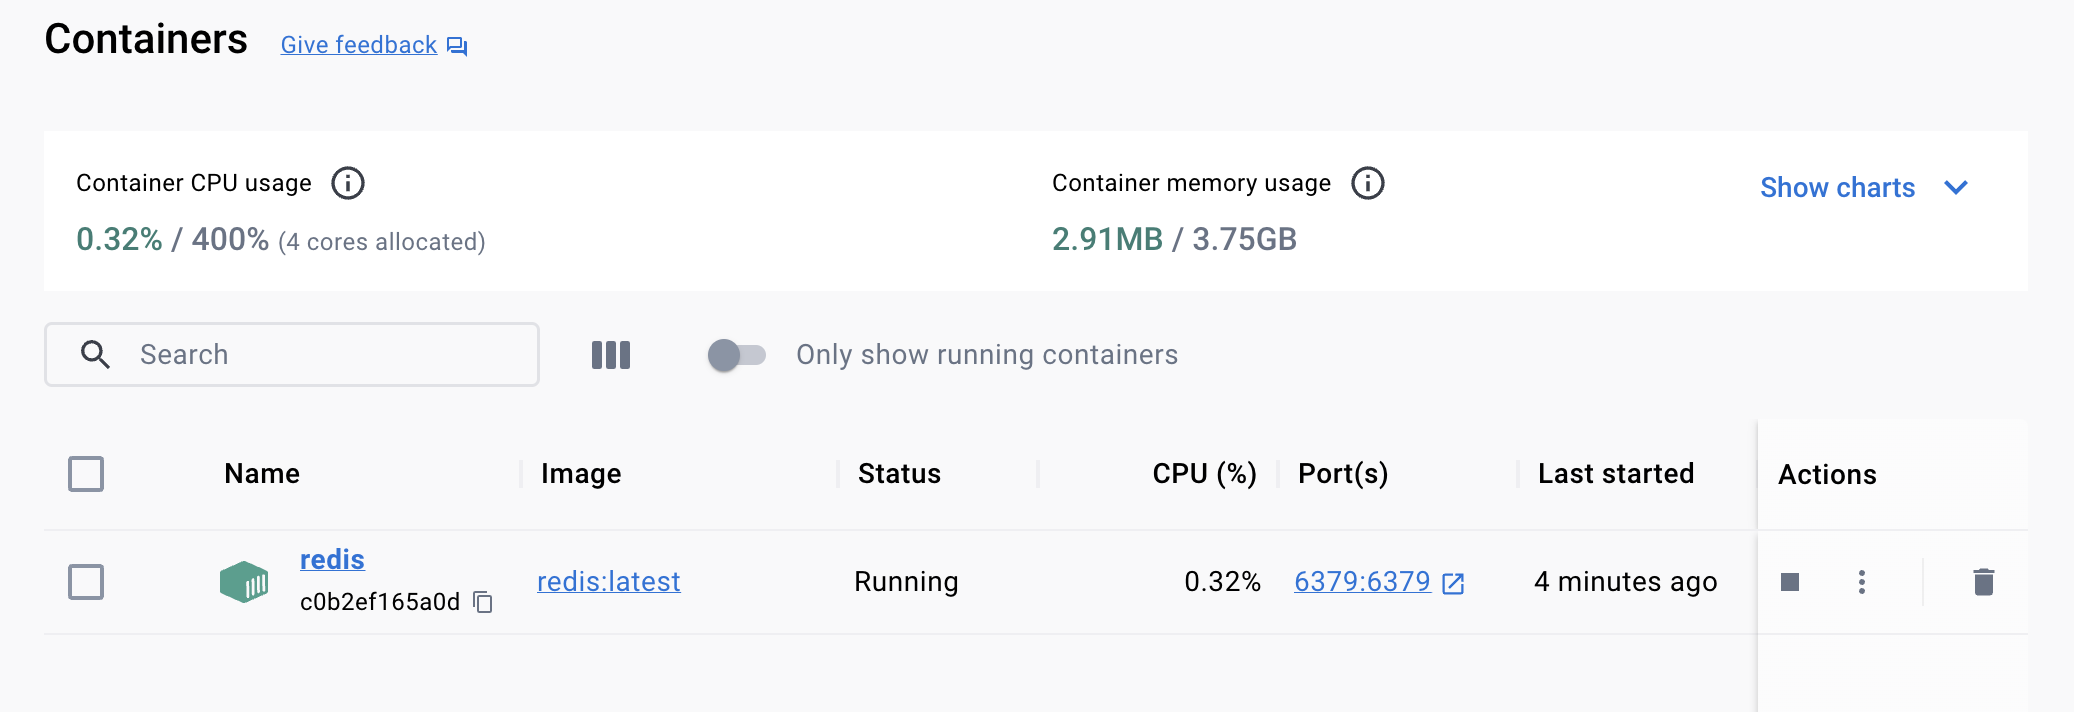 Containers Give feedback
Container CPU usage
0.32% / 400% (4 cores allocated)
Container memory usage
2.91MB / 3.75GB
Show charts
Search
Only show running containers
Name Image Status CPU (%) Port(s) Last started Actions
redis
c0b2ef165a0d
redis:latest Running 0.32% 6379:6379 4 minutes ago